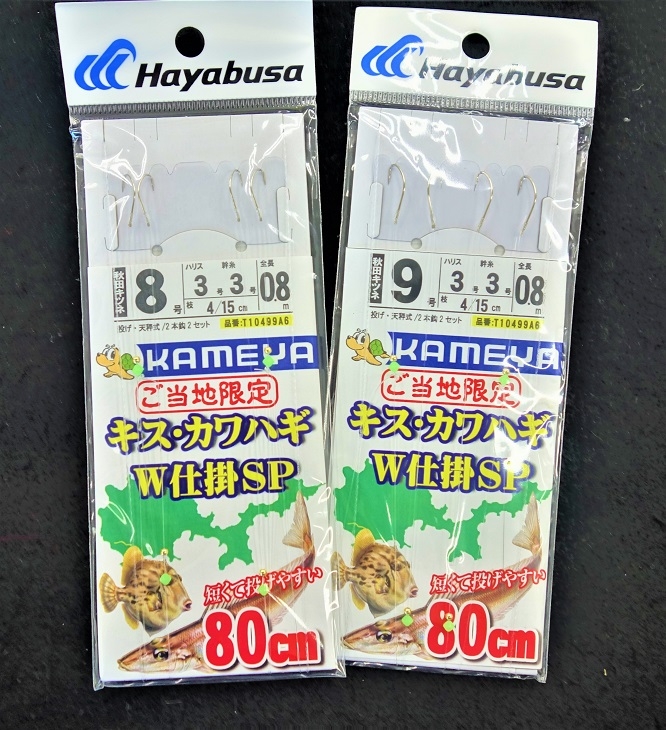 Hayabusa
秋田キツネ
8号
ハリス 3号
幹糸 3号
全長 0.8m
枝 4/15cm
投げ・天秤式/2本鈎2セット
品番:T10499A6
KAMEYA
ご当地限定
キス・カワハギ
W仕掛SP
短くて投げやすい
80cm
Hayabusa
秋田キツネ
9号
ハリス 3号
幹糸 3号
全長 0.8m
枝 4/15cm
投げ・天秤式/2本鈎2セット
品番:T10499A6
KAMEYA
ご当地限定
キス・カワハギ
W仕掛SP
短くて投げやすい
80cm